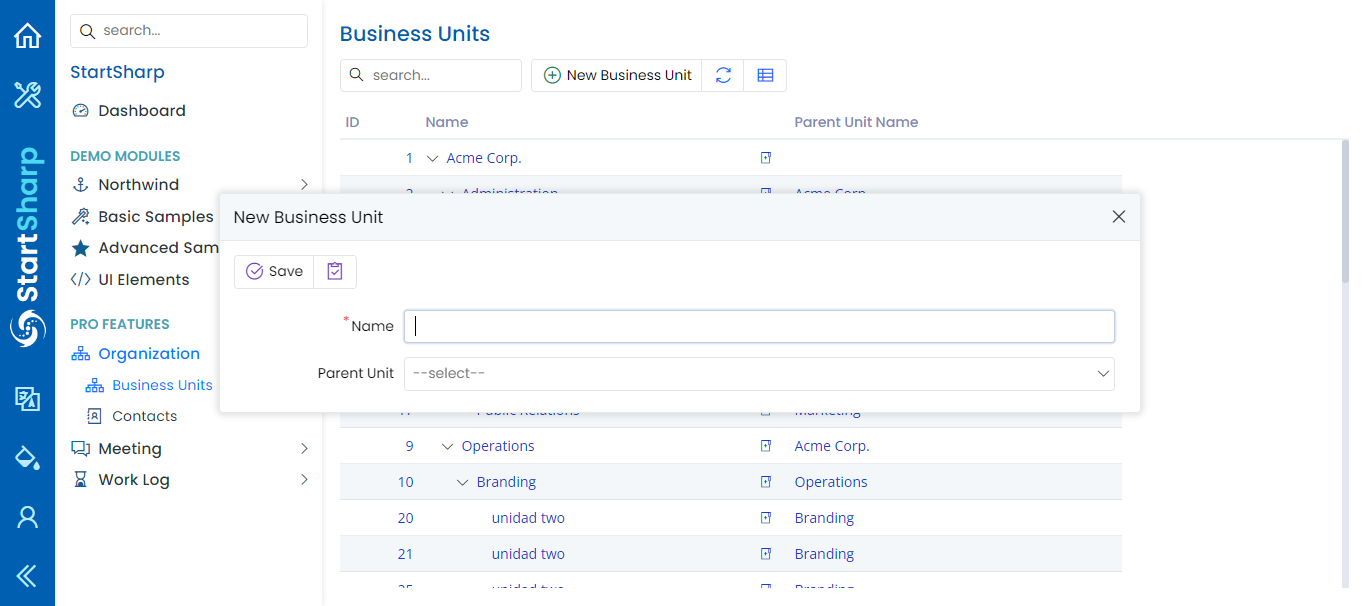 search...
StartSharp
Dashboard
DEMO MODULES
Northwind
Basic Samples
Advanced Sam
UI Elements
PRO FEATURES
Organization
Business Units
Contacts
Meeting
Work Log
StartSharp
Business Units
search...
New Business Unit
ID Name Parent Unit Name
1 Acme Corp.
2 Administration Acme Corp.
New Business Unit
Save
*Name
Parent Unit --select--
17 Public Relations Marketing
9 Operations Acme Corp.
10 Branding Operations
20 unidad two Branding
21 unidad two Branding
25 unidad two Branding